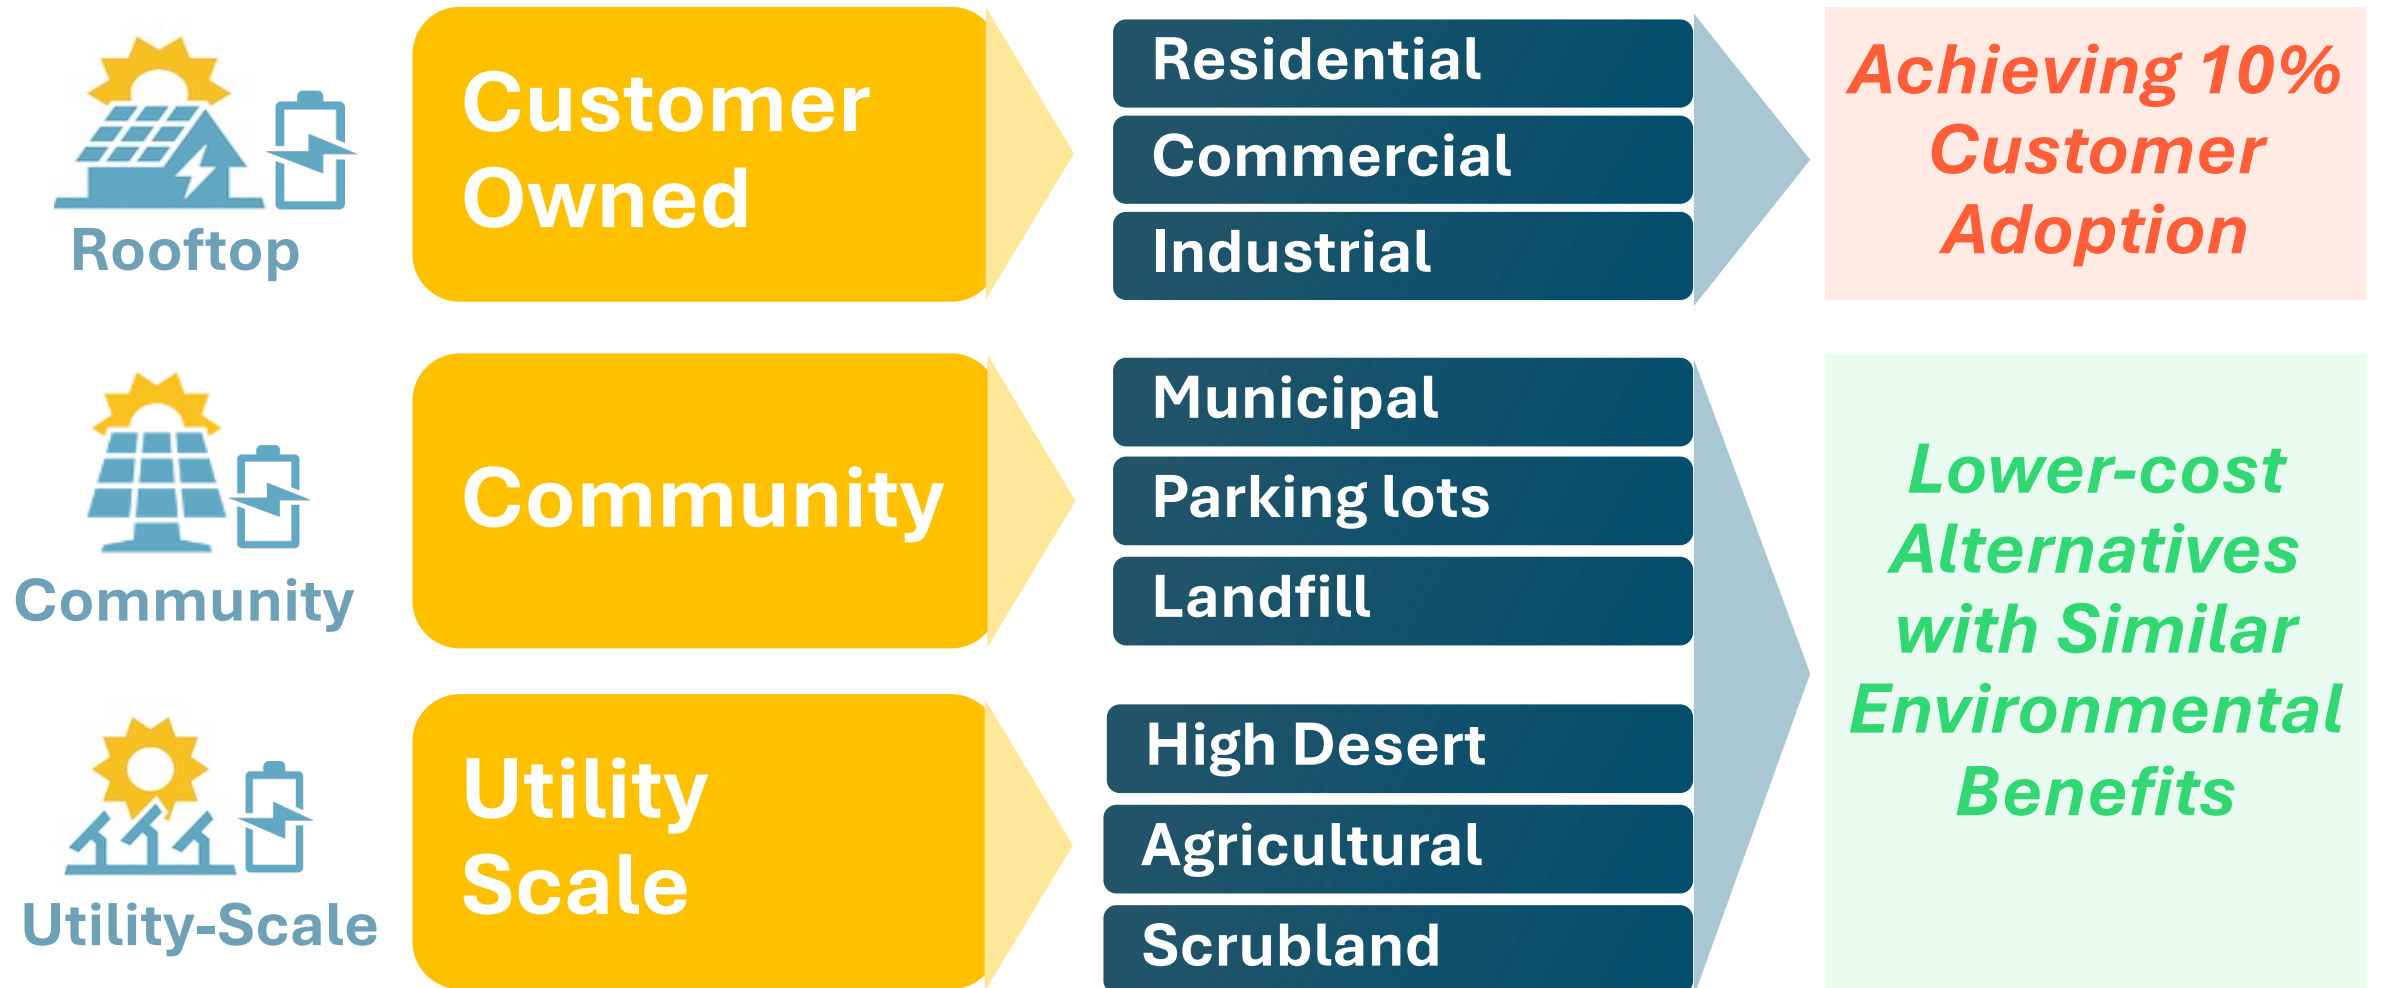 Rooftop
Customer
Owned
Residential
Commercial
Industrial
Achieving 10%
Customer
Adoption
Community
Community
Municipal
Parking lots
Landfill
Utility-Scale
Utility
Scale
High Desert
Agricultural
Scrubland
Lower-cost
Alternatives
with Similar
Environmental
Benefits